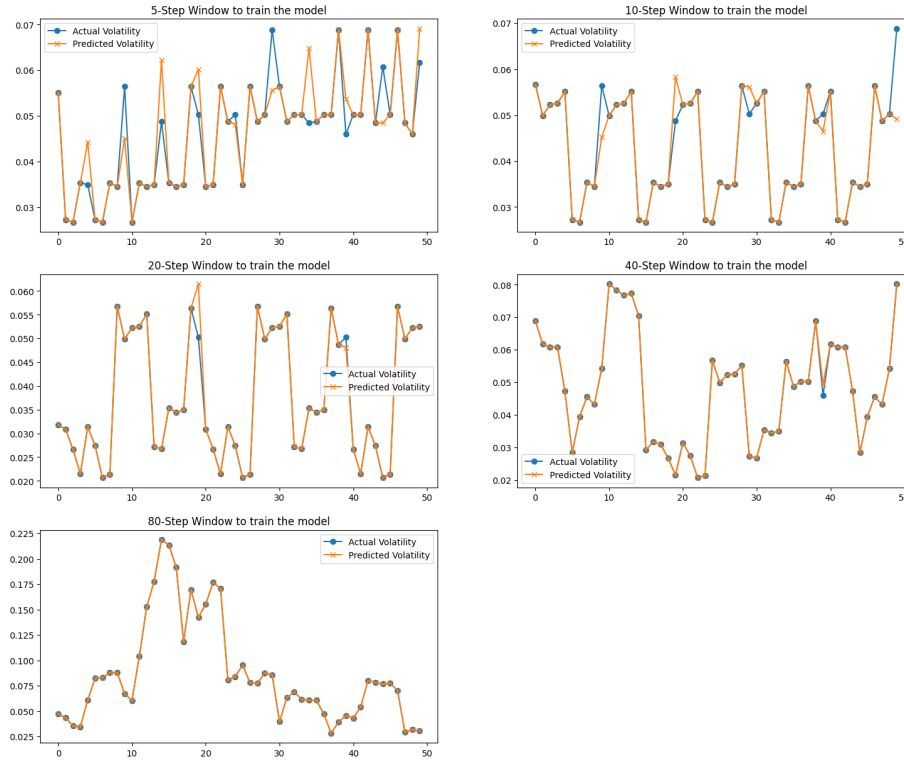 5-Step Window to train the model
Actual Volatility
Predicted Volatility
0.07
0.06
0.05
0.04
0.03
0 10 20 30 40 50
10-Step Window to train the model
Actual Volatility
Predicted Volatility
0.07
0.06
0.05
0.04
0.03
0 10 20 30 40 50
20-Step Window to train the model
0.060
0.055
0.050
0.045
0.040
0.035
0.030
0.025
0.020
Actual Volatility
Predicted Volatility
0 10 20 30 40 50
40-Step Window to train the model
0.08
0.07
0.06
0.05
0.04
0.03
0.02
Actual Volatility
Predicted Volatility
0 10 20 30 40 50
80-Step Window to train the model
Actual Volatility
Predicted Volatility
0.225
0.200
0.175
0.150
0.125
0.100
0.075
0.050
0.025
0 10 20 30 40 50